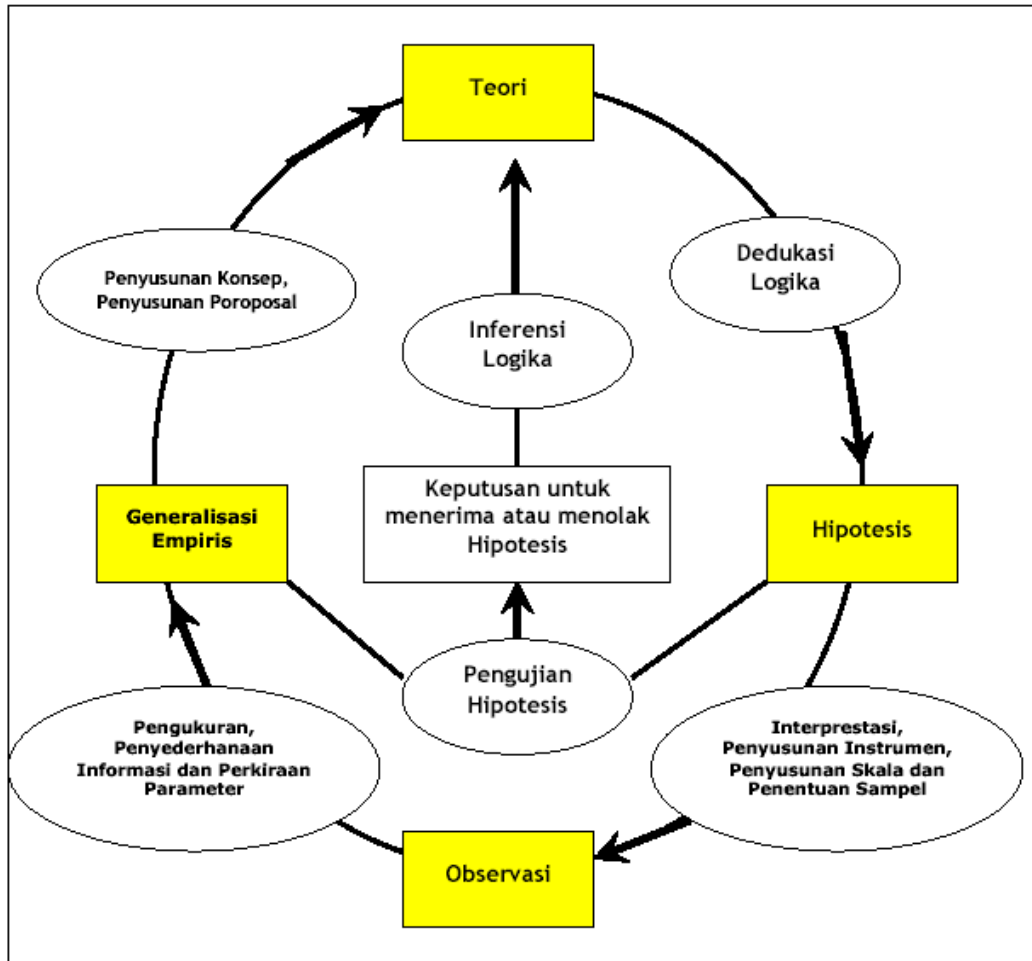 Teori
Dedukasi
Logika
Penyusunan Konsep,
Penyusunan Poroposal
Inferensi
Logika
Keputusan untuk
menerima atau menolak
Hipotesis
Generalisasi
Empiris
Hipotesis
Pengujian
Hipotesis
Pengukuran,
Penyederhanaan
Informasi dan Perkiraan
Parameter
Interprestasi,
Penyusunan Instrumen,
Penyusunan Skala dan
Penentuan Sampel
Observasi